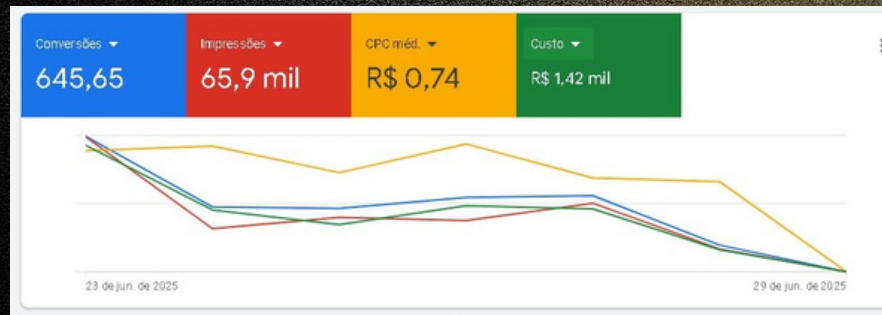 Conversões
Impressões
CPC méd.
Custo
645,65
65,9 mil
R$ 0,74
R$ 1,42 mil
23 de jun. de 2025
29 de jun. de 2025